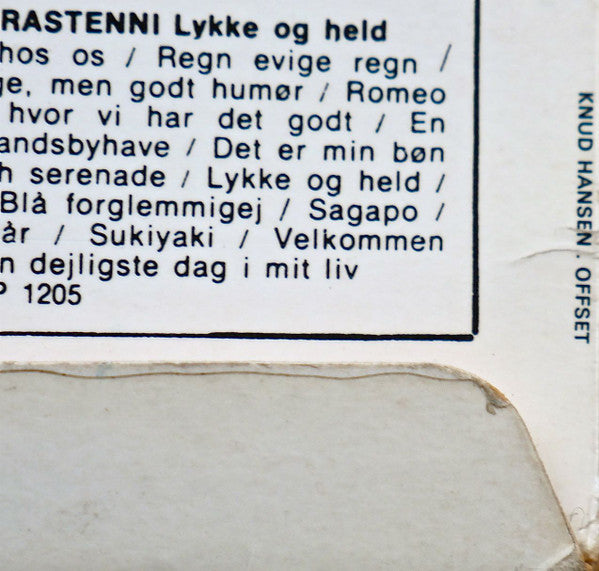 RASTENNI Lykke og held
hos os / Regn evige regn /
ge, men godt humør / Romeo
hvor vi har det godt / En
andsbyhave / Det er min bøn
h serenade / Lykke og held /
Blå forglemmigej / Sagapo /
år / Sukiyaki / Velkommen
n dejligste dag i mit liv
P 1205
KNUD HANSEN . OFFSET